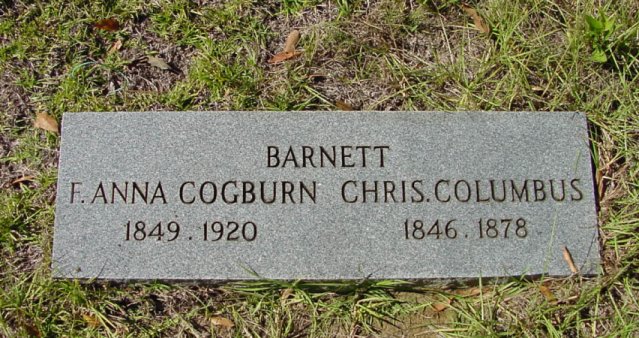 BARNETT
F. ANNA COGBURN CHRIS. COLUMBUS
1849 . 1920 1846 . 1878